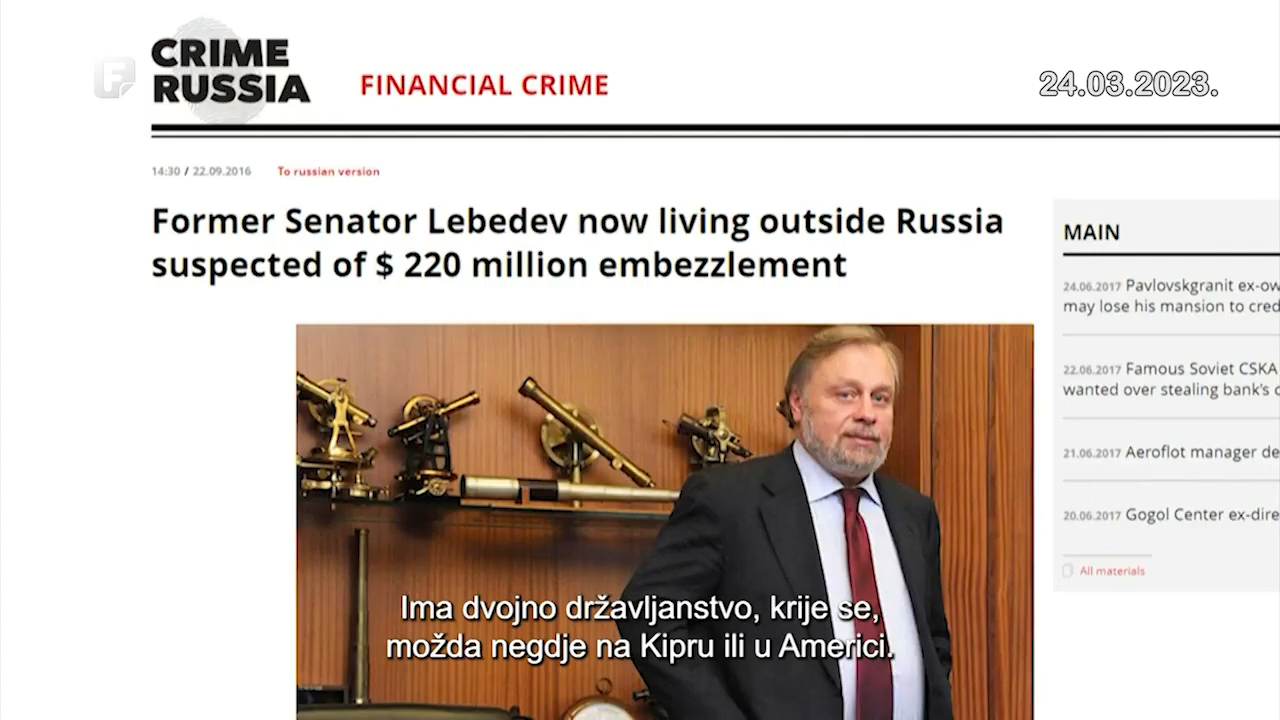 CRIME
RUSSIA
FINANCIAL CRIME
24.03.2023.
14:30 / 22.09.2016 To russian version
Former Senator Lebedev now living outside Russia
suspected of $ 220 million embezzlement
MAIN
24.06.2017 Pavlovskgranit ex-ow
may lose his mansion to cred
22.06.2017 Famous Soviet CSKA
wanted over stealing bank's c
21.06.2017 Aeroflot manager de
20.06.2017 Gogol Center ex-dire
All materials
Ima dvojno državljanstvo, krije se,
možda negdje na Kipru ili u Americi.